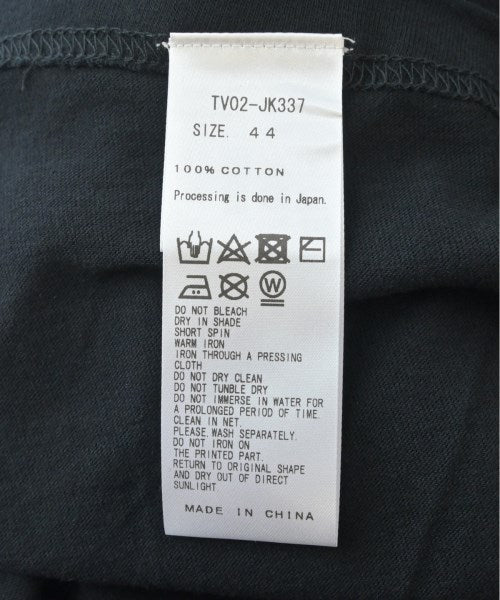 TV02-JK337
SIZE. 44
100% COTTON
Processing is done in Japan.
W
DO NOT BLEACH
DRY IN SHADE
SHORT SPIN
WARM IRON
IRON THROUGH A PRESSING
CLOTH
DO NOT DRY CLEAN
DO NOT TUNBLE DRY
DO NOT IMMERSE IN WATER FOR
A PROLONGED PERIOD OF TIME.
CLEAN IN NET.
PLEASE WASH SEPARATELY.
DO NOT IRON ON
THE PRINTED PART.
RETURN TO ORIGINAL SHAPE
AND DRY OUT OF DIRECT
SUNLIGHT.
MADE IN CHINA